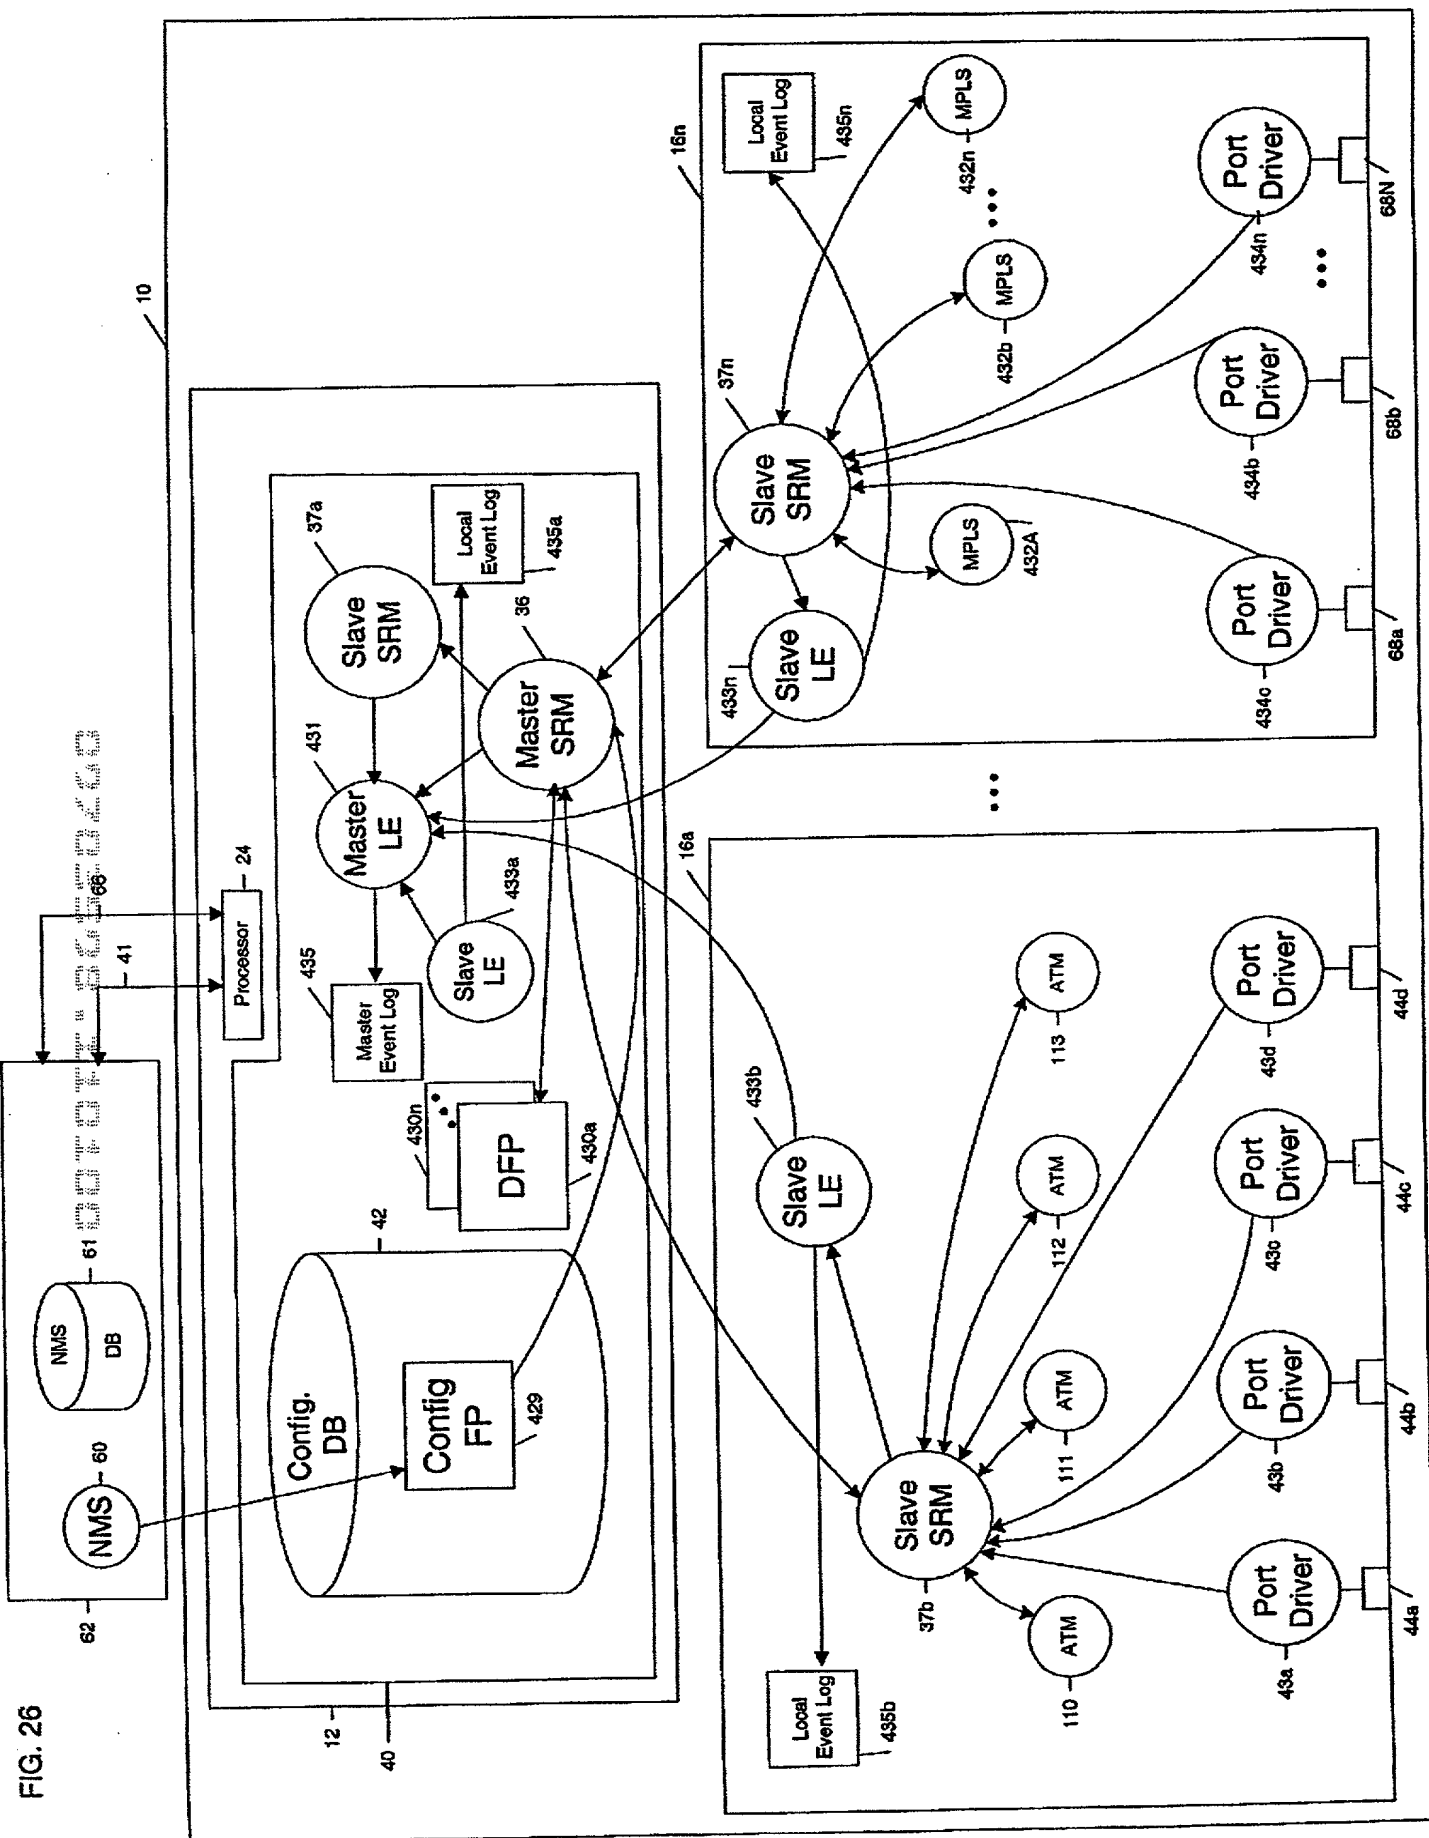 FIG. 26
62
NMS
60
NMS
DB
61
41
66
10
12
40
Processor
24
Config.
DB
42
Config
FP
429
DFP
430a
430n
Master
Event Log
435
Slave
LE
433a
Master
LE
431
Slave
SRM
37a
Master
SRM
36
Local
Event Log
435a
16a
Local
Event Log
435b
Slave
LE
433b
Slave
SRM
37b
ATM
110
ATM
111
ATM
112
ATM
113
Port
Driver
43a
Port
Driver
43b
Port
Driver
43c
Port
Driver
43d
44a
44b
44c
44d
16n
Slave
LE
433n
Slave
SRM
37n
Local
Event Log
435n
MPLS
432A
MPLS
432b
MPLS
432n
Port
Driver
434c
Port
Driver
434b
Port
Driver
434n
68a
68b
68N